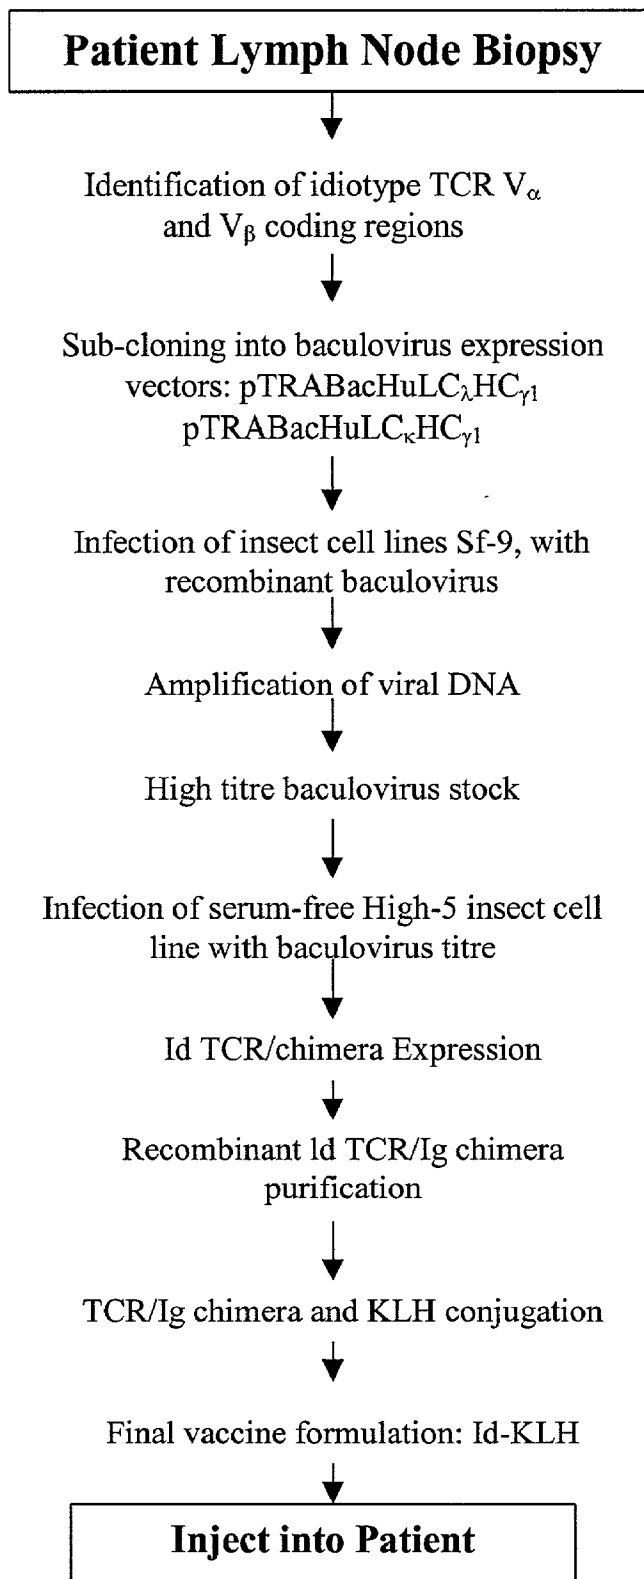 Patient Lymph Node Biopsy
Identification of idiotype TCR Vα
and Vβ coding regions
Sub-cloning into baculovirus expression
vectors: pTRABacHuLCλHCγ1
pTRABacHuLCκHCγ1
Infection of insect cell lines Sf-9, with
recombinant baculovirus
Amplification of viral DNA
High titre baculovirus stock
Infection of serum-free High-5 insect cell
line with baculovirus titre
Id TCR/chimera Expression
Recombinant Id TCR/Ig chimera
purification
TCR/Ig chimera and KLH conjugation
Final vaccine formulation: Id-KLH
Inject into Patient